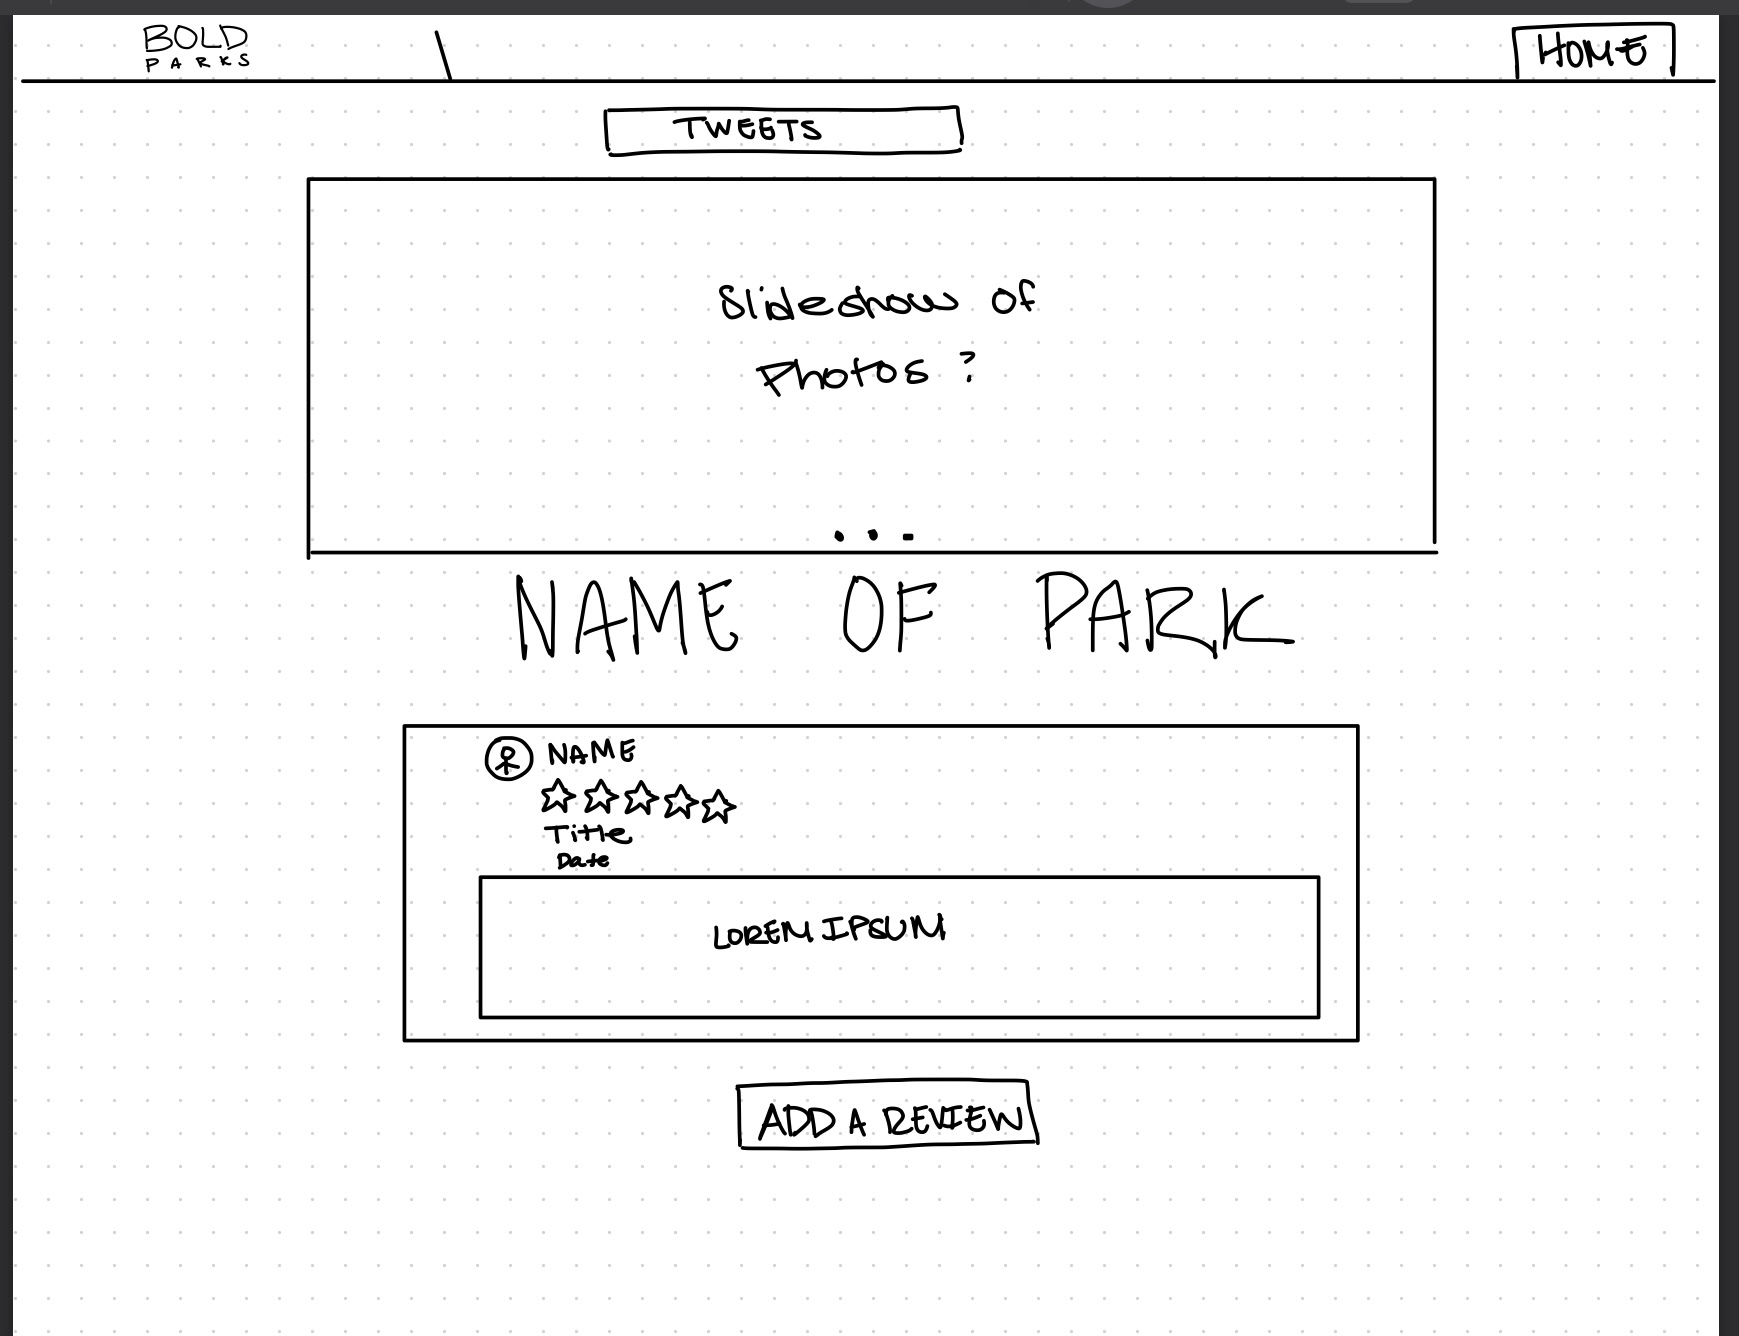 BOLD
PARKS
HOME
TWEETS
Slideshow of
Photos ?
NAME OF PARK
NAME
Title
Date
LOREM IPSUM
ADD A REVIEW